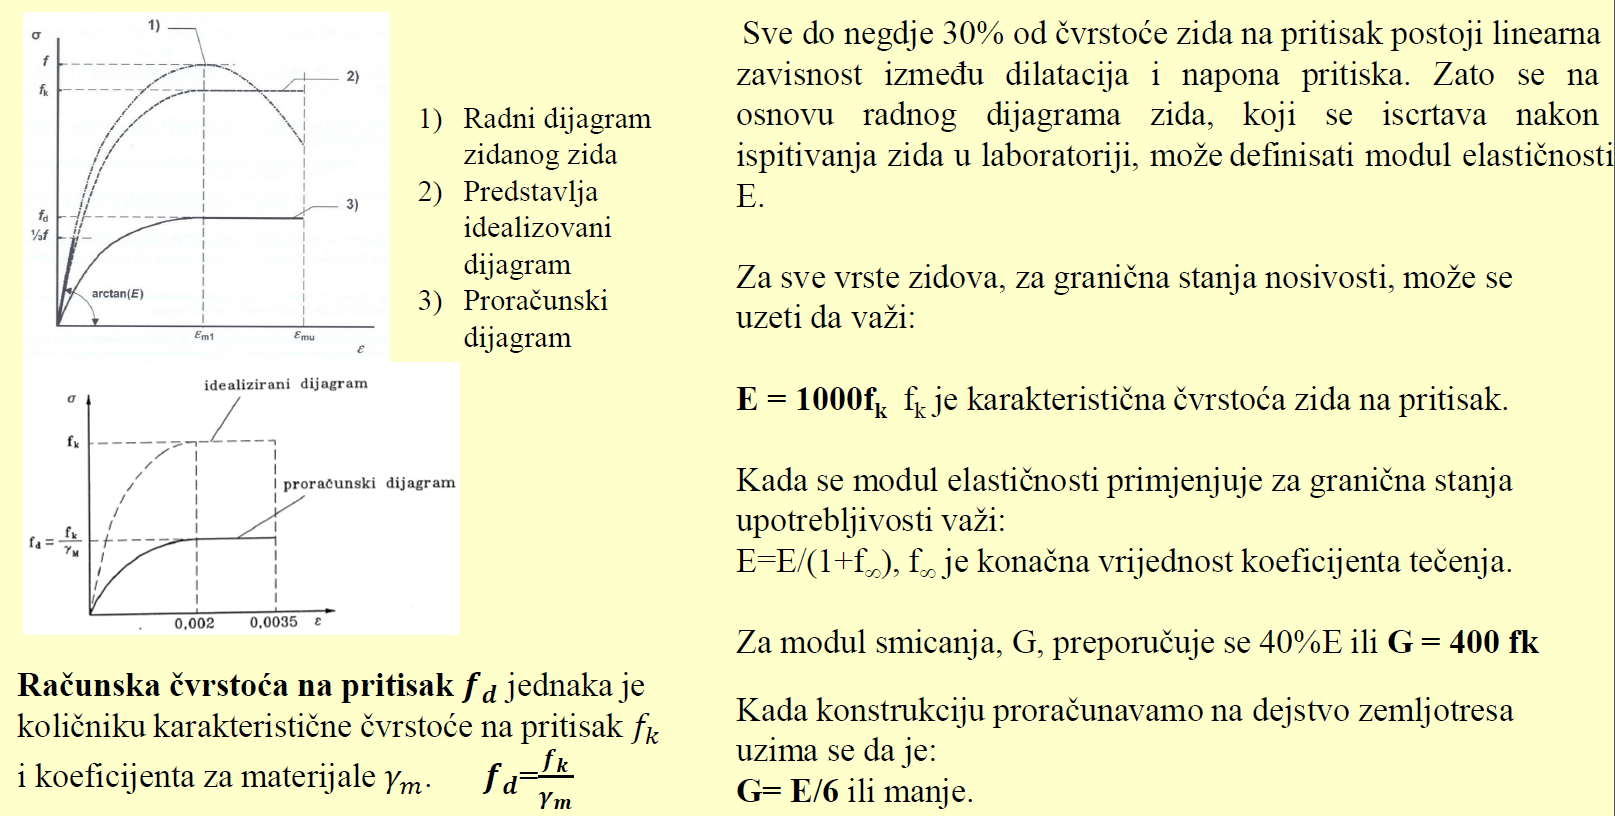 1)
σ
f
2)
fk
3)
fd
⅓f
arctan(E)
εm1
εmu
ε
1) Radni dijagram
zidanog zida
2) Predstavlja
idealizovani
dijagram
3) Proračunski
dijagram
idealizirani dijagram
σ
fk
proračunski dijagram
fd = fk/γM
0,002
0,0035
ε
Računska čvrstoća na pritisak fd jednaka je
količniku karakteristične čvrstoće na pritisak fk
i koeficijenta za materijale γm. fd=fk/γm
Sve do negdje 30% od čvrstoće zida na pritisak postoji linearna
zavisnost između dilatacija i napona pritiska. Zato se na
osnovu radnog dijagrama zida, koji se iscrtava nakon
ispitivanja zida u laboratoriji, može definisati modul elastičnosti
E.
Za sve vrste zidova, za granična stanja nosivosti, može se
uzeti da važi:
E = 1000fk fk je karakteristična čvrstoća zida na pritisak.
Kada se modul elastičnosti primjenjuje za granična stanja
upotrebljivosti važi:
E=E/(1+f∞), f∞ je konačna vrijednost koeficijenta tečenja.
Za modul smicanja, G, preporučuje se 40%E ili G = 400 fk
Kada konstrukciju proračunavamo na dejstvo zemljotresa
uzima se da je:
G= E/6 ili manje.